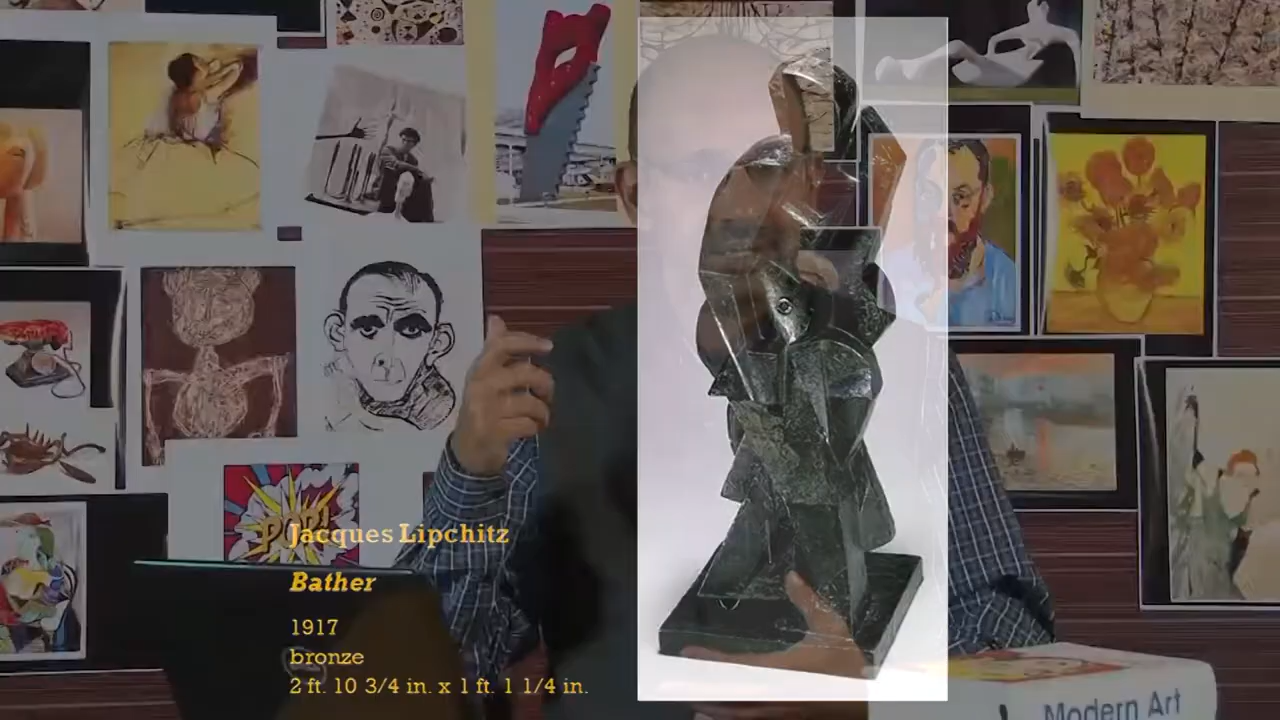 POP!
Jacques Lipchitz
Bather
1917
bronze
2 ft. 10 3/4 in. x 1 ft. 1 1/4 in.
Modern Art